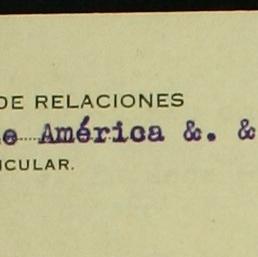 DE RELACIONES
e América &. &
ICULAR.